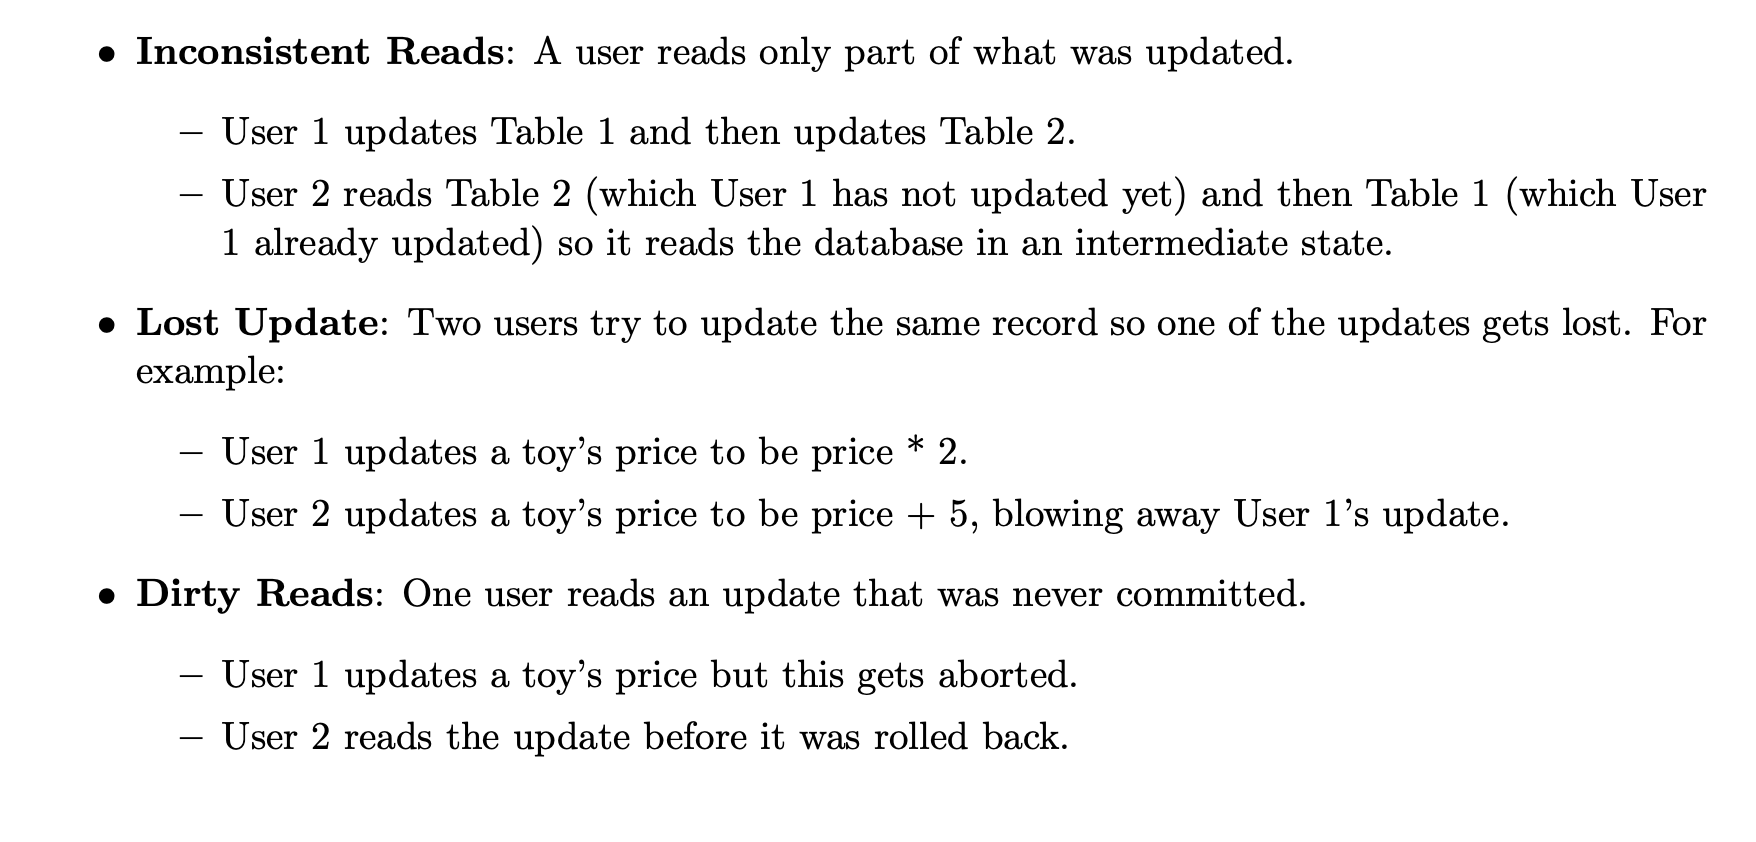 • Inconsistent Reads: A user reads only part of what was updated.
– User 1 updates Table 1 and then updates Table 2.
– User 2 reads Table 2 (which User 1 has not updated yet) and then Table 1 (which User
1 already updated) so it reads the database in an intermediate state.
• Lost Update: Two users try to update the same record so one of the updates gets lost. For
example:
– User 1 updates a toy’s price to be price * 2.
– User 2 updates a toy’s price to be price + 5, blowing away User 1’s update.
• Dirty Reads: One user reads an update that was never committed.
– User 1 updates a toy’s price but this gets aborted.
– User 2 reads the update before it was rolled back.